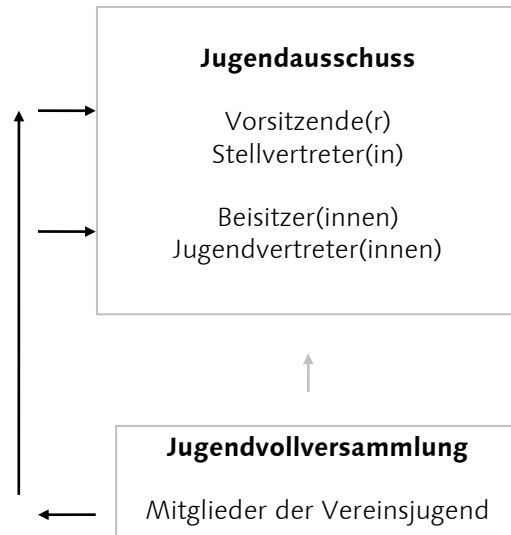 Jugendausschuss
Vorsitzende(r)
Stellvertreter(in)
Beisitzer(innen)
Jugendvertreter(innen)
Jugendvollversammlung
Mitglieder der Vereinsjugend